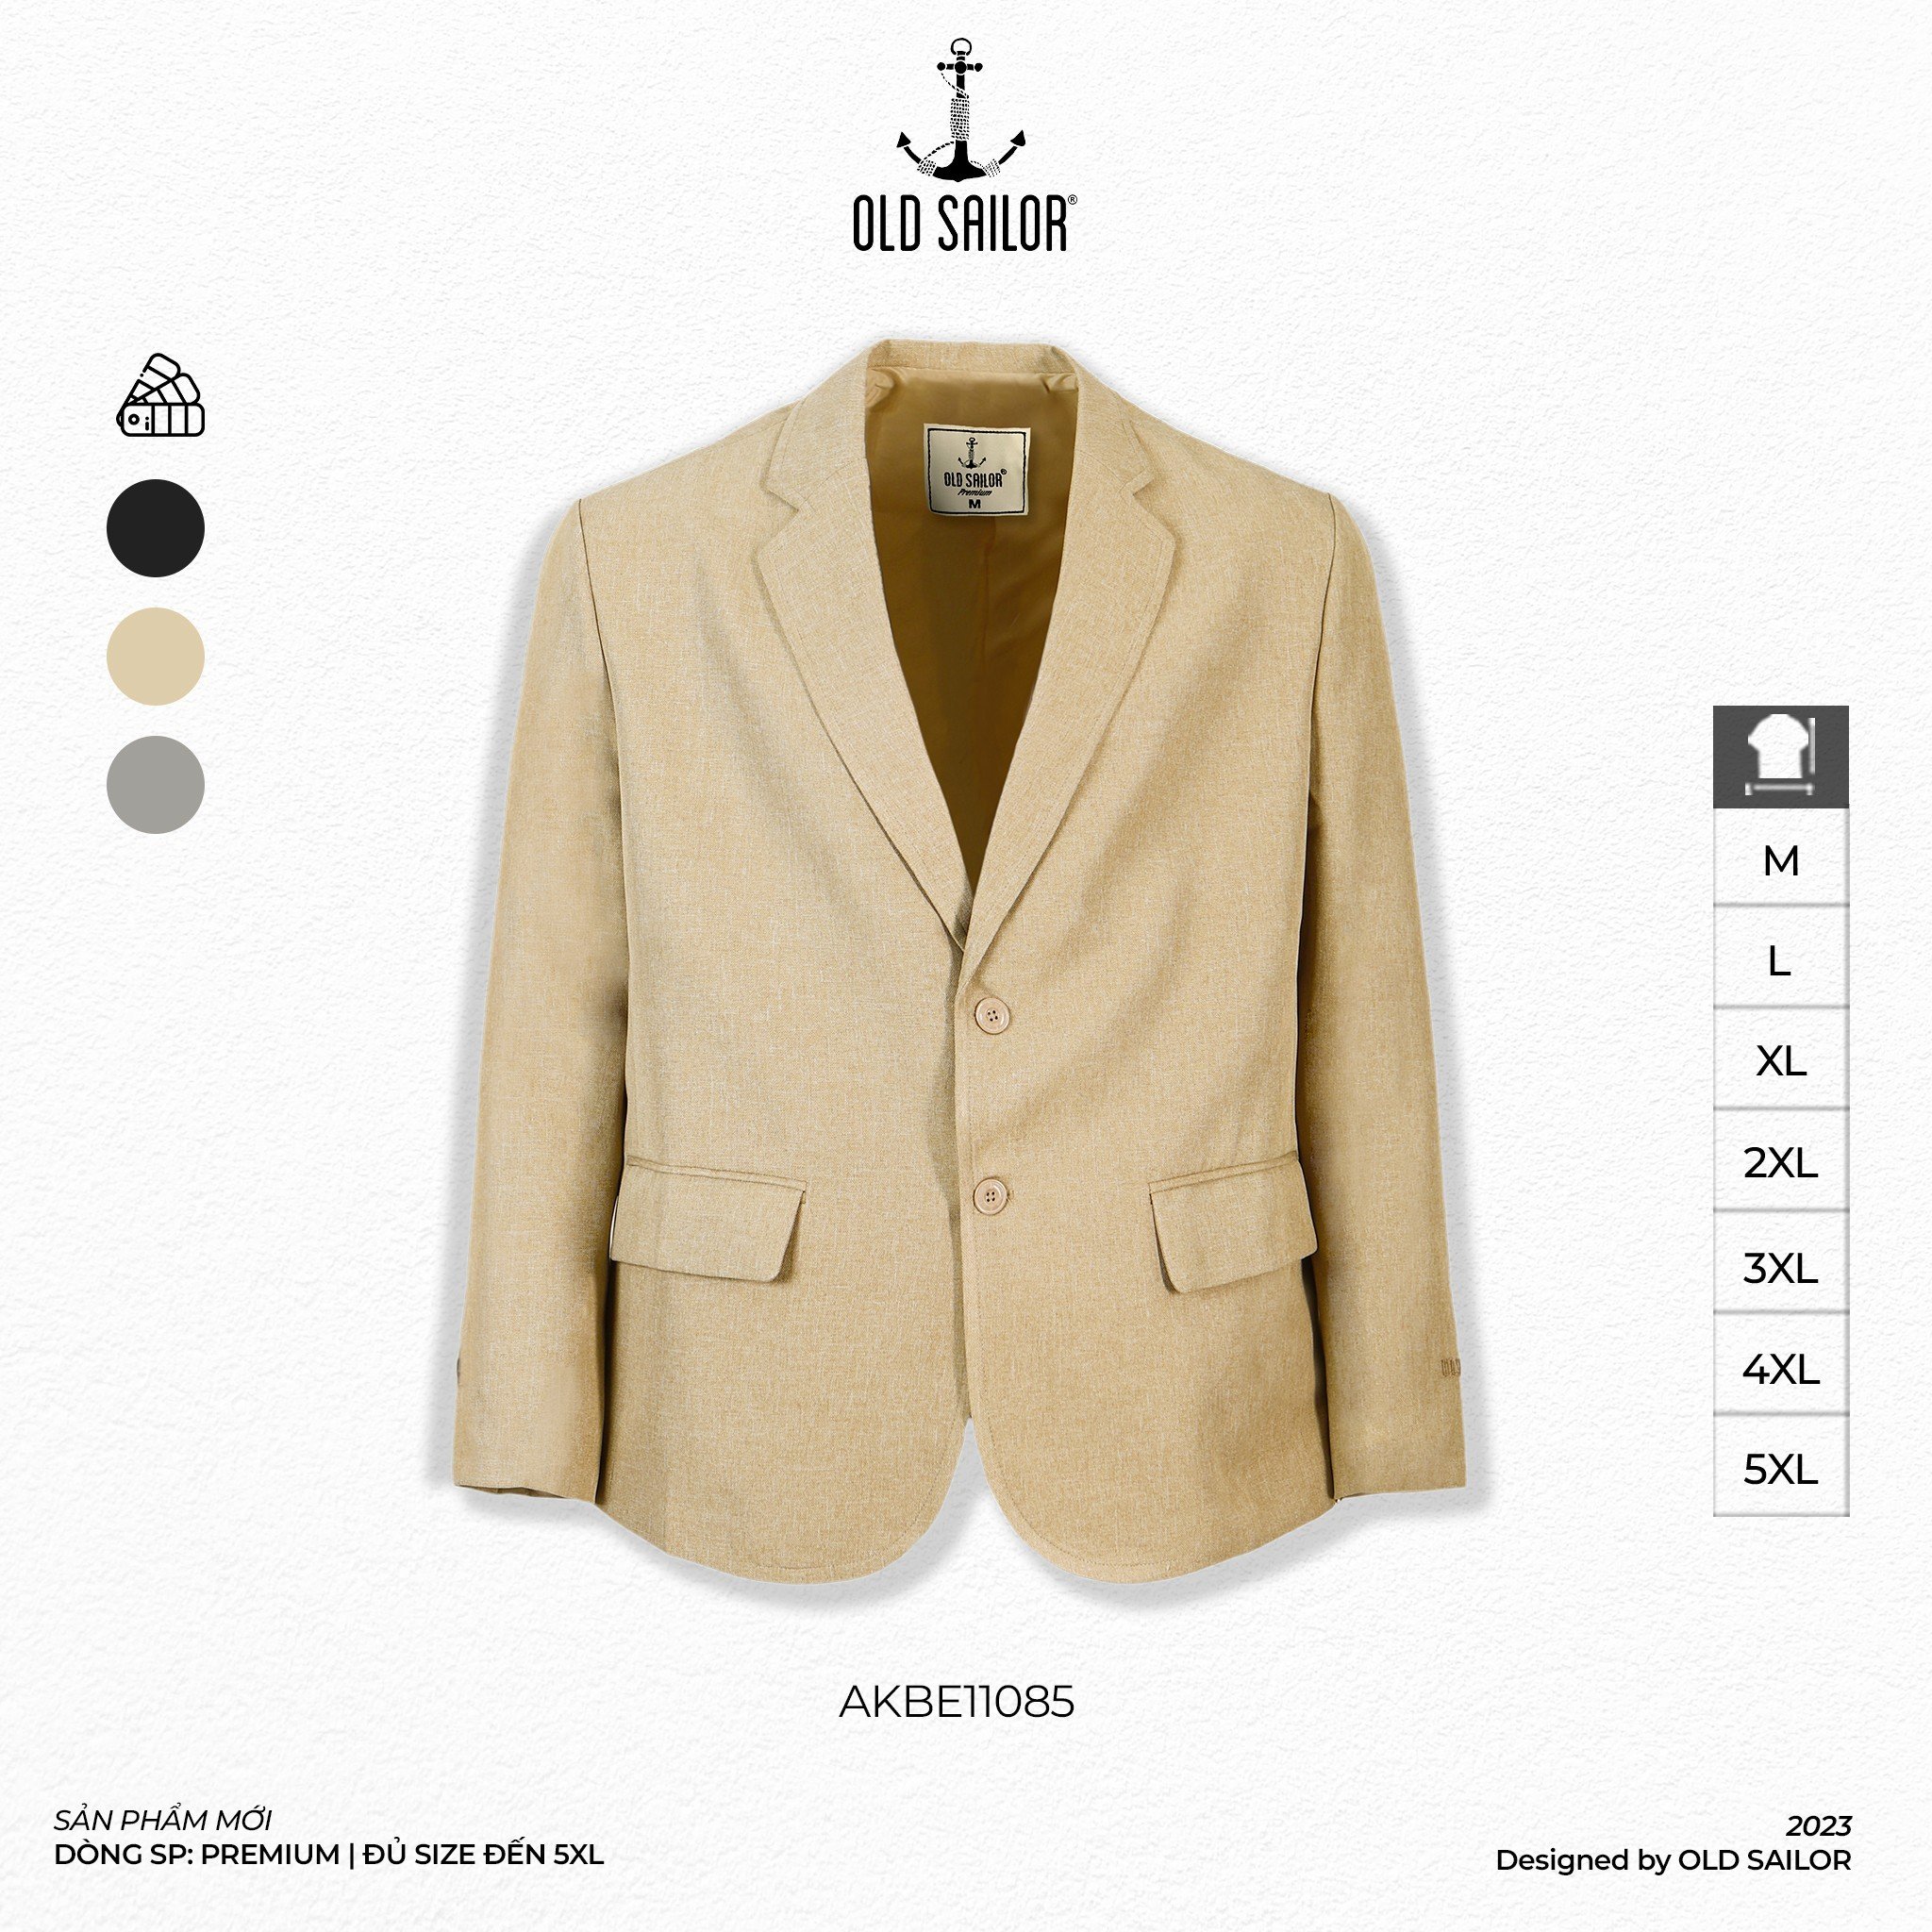 OLD SAILOR®
OLD SAILOR®
Premium
M
M
L
XL
2XL
3XL
4XL
5XL
AKBE11085
SẢN PHẨM MỚI
DÒNG SP: PREMIUM | ĐỦ SIZE ĐẾN 5XL
2023
Designed by OLD SAILOR